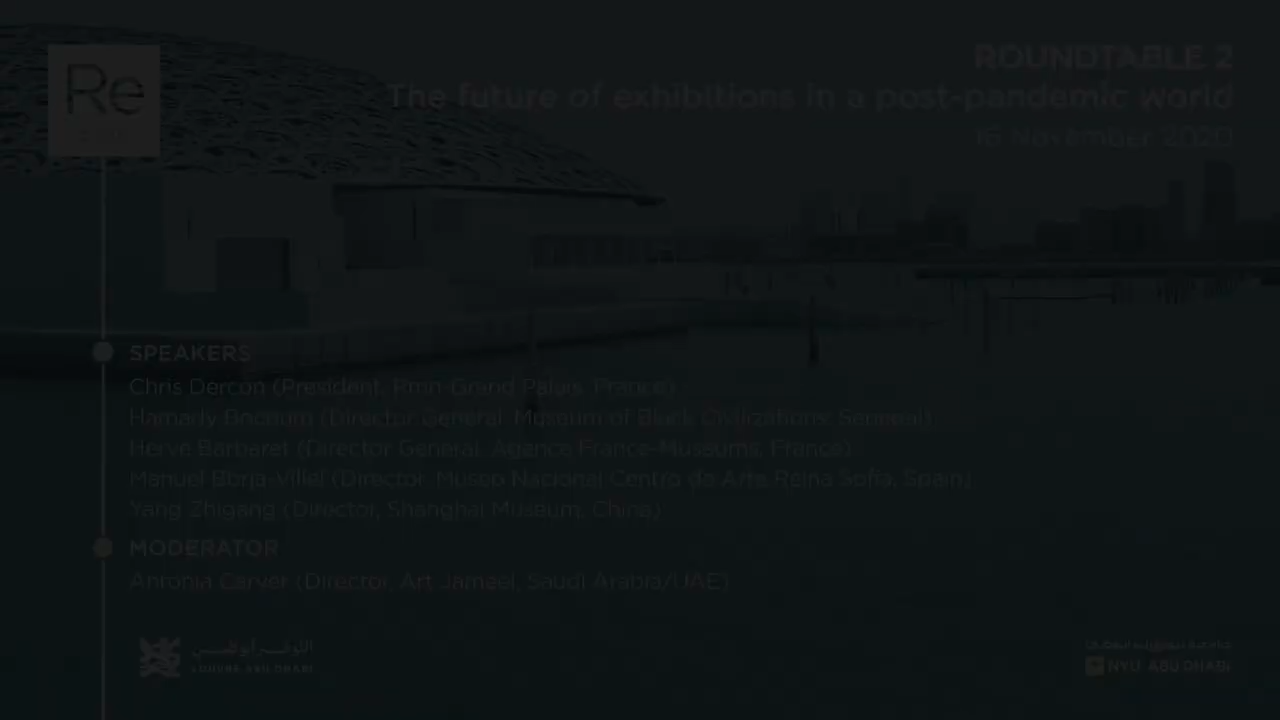 Re
ROUNDTABLE 2
The future of exhibitions in a post-pandemic world
16 November 2020
SPEAKERS
Chris Dercon (President, Rmn-Grand Palais, France)
Hamady Bocoum (Director General, Museum of Black Civilizations, Senegal)
Hervé Barbaret (Director General, Agence France-Muséums, France)
Manuel Borja-Villel (Director, Museo Nacional Centro de Arte Reina Sofía, Spain)
Yang Zhigang (Director, Shanghai Museum, China)
MODERATOR
Antonia Carver (Director, Art Jameel, Saudi Arabia/UAE)
اللوفر أبوظبي
LOUVRE ABU DHABI
NYU ABU DHABI